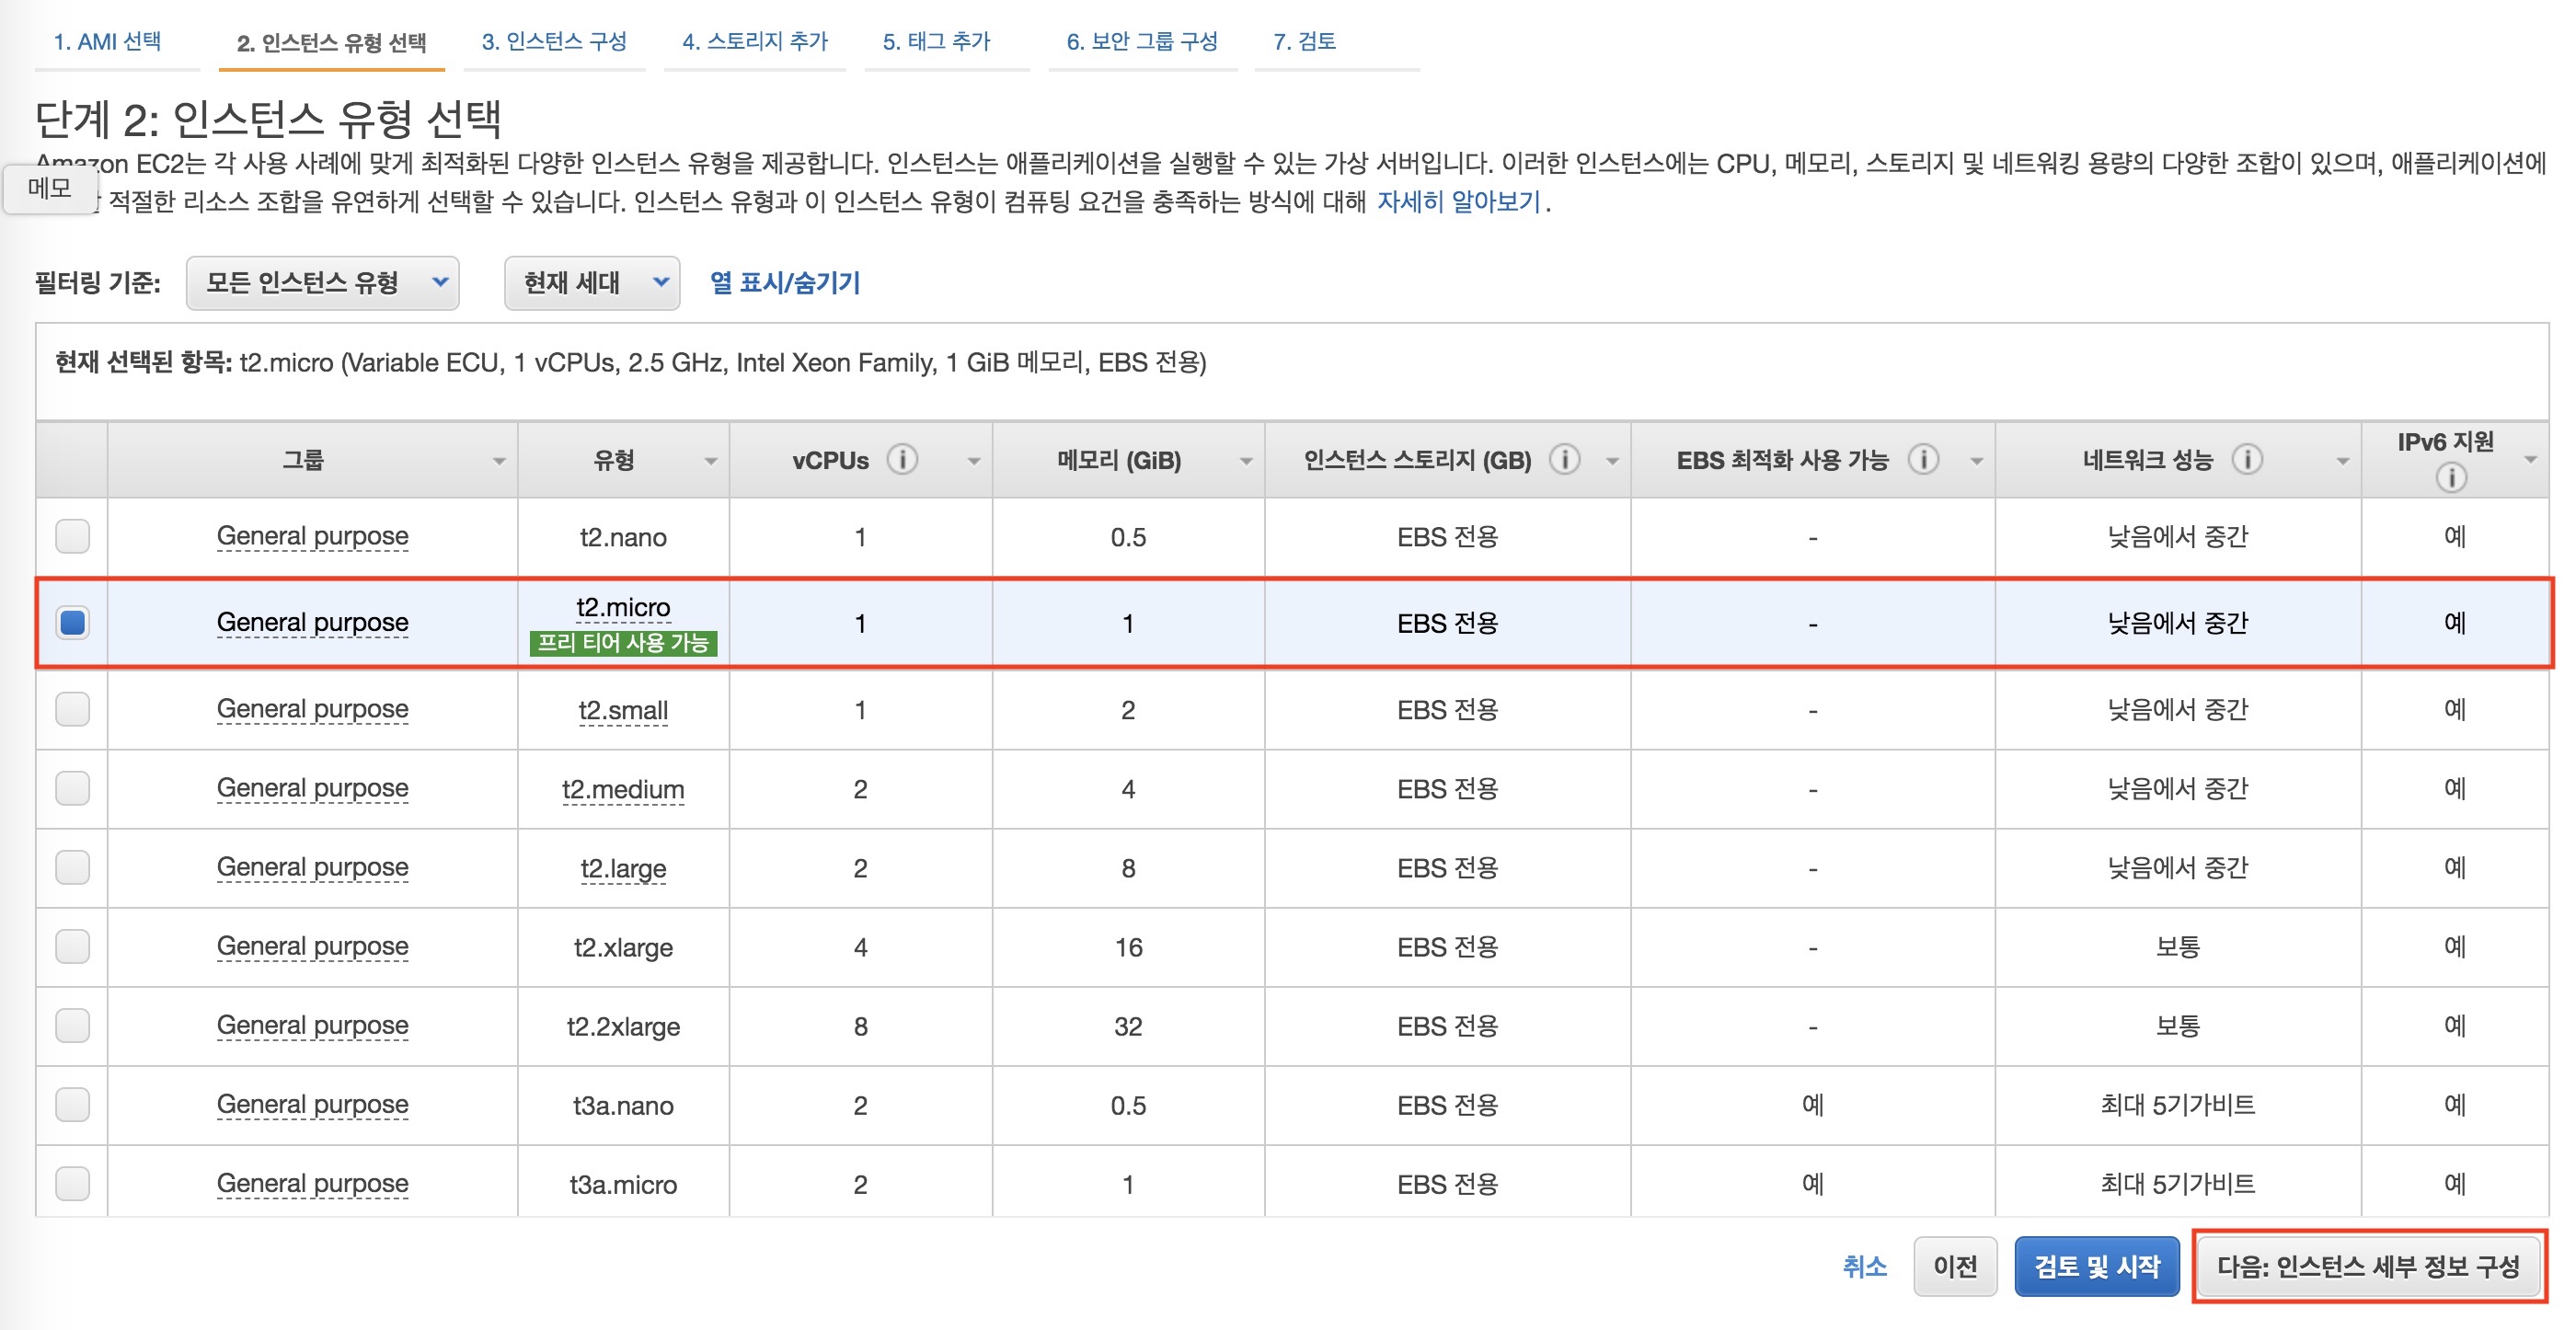 1. AMI 선택 2. 인스턴스 유형 선택 3. 인스턴스 구성 4. 스토리지 추가 5. 태그 추가 6. 보안 그룹 구성 7. 검토
단계 2: 인스턴스 유형 선택
Amazon EC2는 각 사용 사례에 맞게 최적화된 다양한 인스턴스 유형을 제공합니다. 인스턴스는 애플리케이션을 실행할 수 있는 가상 서버입니다. 이러한 인스턴스에는 CPU, 메모리, 스토리지 및 네트워킹 용량의 다양한 조합이 있으며, 애플리케이션에
메모 적절한 리소스 조합을 유연하게 선택할 수 있습니다. 인스턴스 유형과 이 인스턴스 유형이 컴퓨팅 요건을 충족하는 방식에 대해 자세히 알아보기.
필터링 기준: 모든 인스턴스 유형 현재 세대 열 표시/숨기기
현재 선택된 항목: t2.micro (Variable ECU, 1 vCPUs, 2.5 GHz, Intel Xeon Family, 1 GiB 메모리, EBS 전용)
그룹 유형 vCPUs 메모리 (GiB) 인스턴스 스토리지 (GB) EBS 최적화 사용 가능 네트워크 성능 IPv6 지원
General purpose t2.nano 1 0.5 EBS 전용 - 낮음에서 중간 예
General purpose t2.micro 1 1 EBS 전용 - 낮음에서 중간 예
프리 티어 사용 가능
General purpose t2.small 1 2 EBS 전용 - 낮음에서 중간 예
General purpose t2.medium 2 4 EBS 전용 - 낮음에서 중간 예
General purpose t2.large 2 8 EBS 전용 - 낮음에서 중간 예
General purpose t2.xlarge 4 16 EBS 전용 - 보통 예
General purpose t2.2xlarge 8 32 EBS 전용 - 보통 예
General purpose t3a.nano 2 0.5 EBS 전용 예 최대 5기가비트 예
General purpose t3a.micro 2 1 EBS 전용 예 최대 5기가비트 예
취소 이전 검토 및 시작 다음: 인스턴스 세부 정보 구성